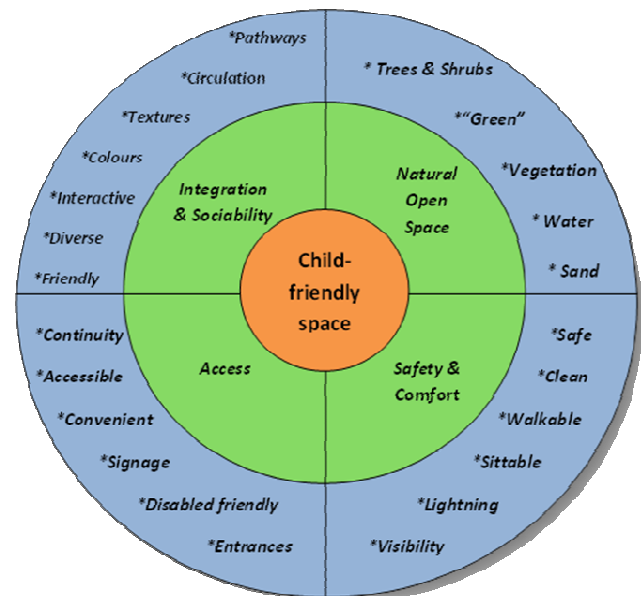 *Pathways
*Circulation
*Textures
*Colours
*Interactive
*Diverse
*Friendly
* Trees & Shrubs
*"Green"
*Vegetation
* Water
* Sand
Integration
& Sociability
Natural
Open
Space
Child-
friendly
space
Access
Safety &
Comfort
*Continuity
*Accessible
*Convenient
*Signage
*Disabled friendly
*Entrances
*Safe
*Clean
*Walkable
*Sittable
*Lightning
*Visibility